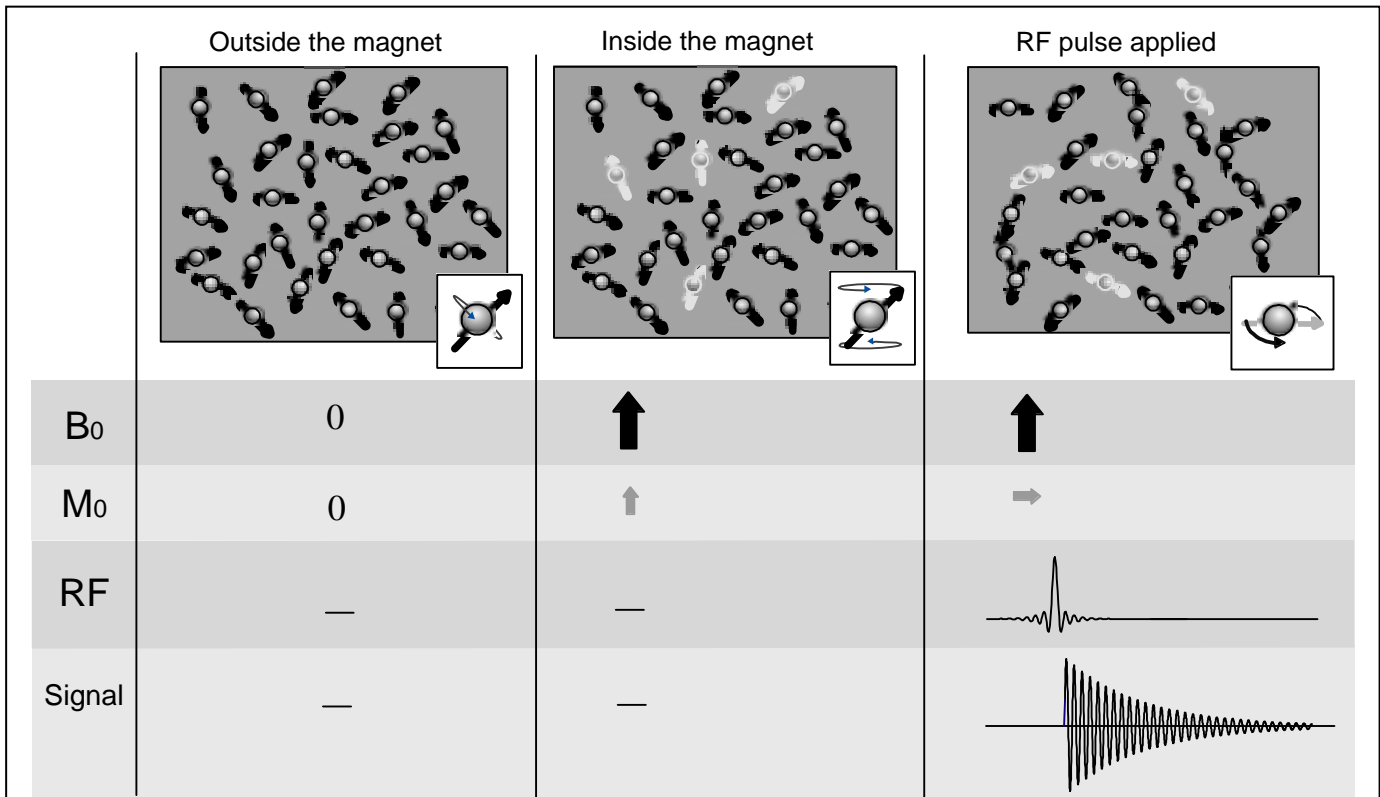 Outside the magnet
Inside the magnet
RF pulse applied
B0 0
M0 0
RF — —
Signal — —